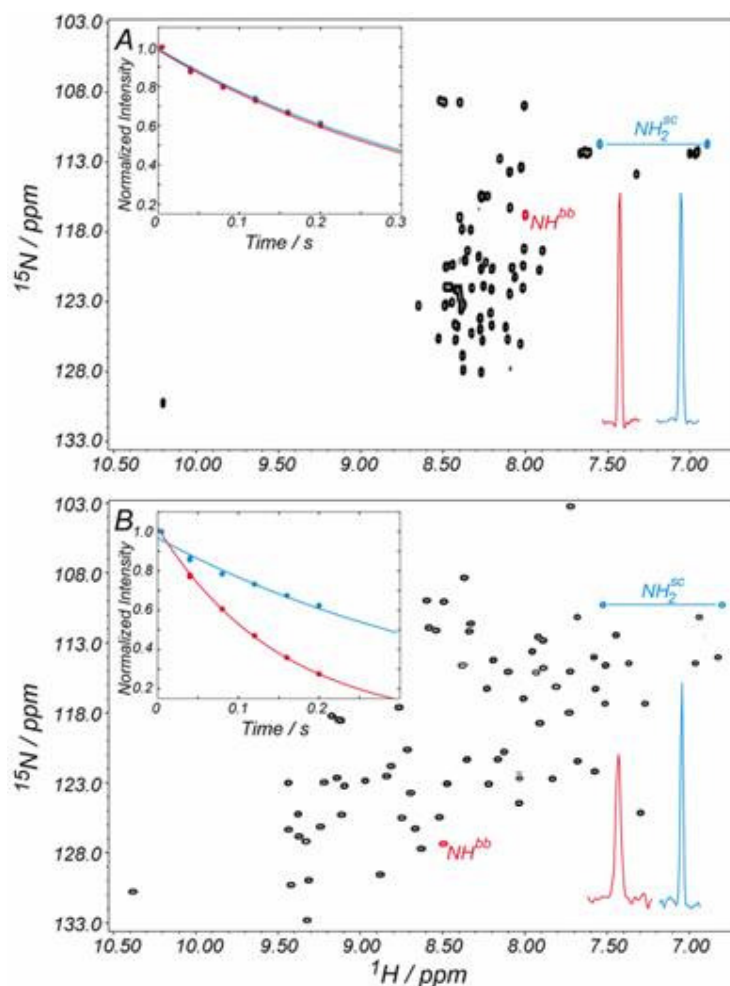 103.0
A
1.0
0.8
0.6
0.4
0.2
Normalized Intensity
0
0.1
0.2
0.3
Time / s
108.0
113.0
118.0
123.0
128.0
133.0
¹⁵N / ppm
NH₂ˢᶜ
NHᵇᵇ
10.50 10.00 9.50 9.00 8.50 8.00 7.50 7.00
103.0
B
1.0
0.8
0.6
0.4
0.2
Normalized Intensity
0
0.1
0.2
Time / s
108.0
113.0
118.0
123.0
128.0
133.0
¹⁵N / ppm
NH₂ˢᶜ
NHᵇᵇ
10.50 10.00 9.50 9.00 8.50 8.00 7.50 7.00
¹H / ppm